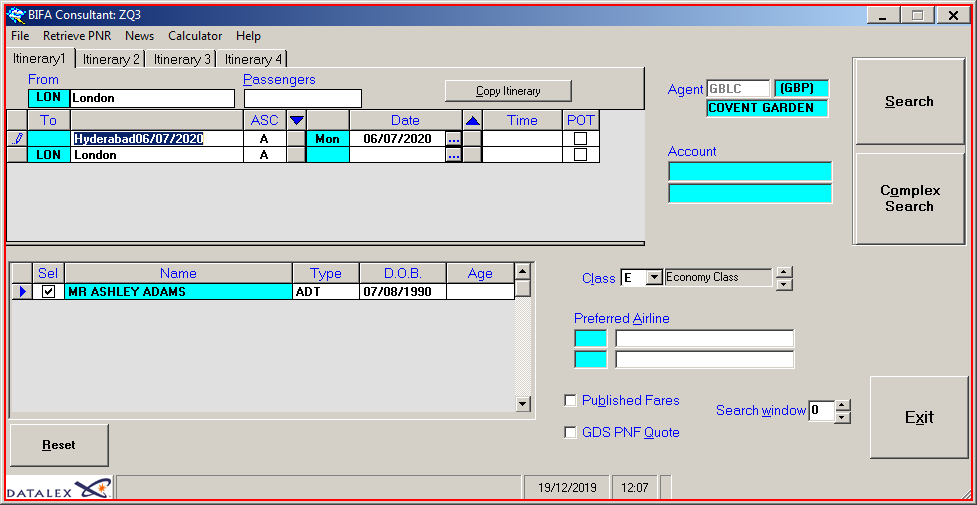 BIFA Consultant: ZQ3
File Retrieve PNR News Calculator Help
Itinerary1 Itinerary 2 Itinerary 3 Itinerary 4
From Passengers
LON London
Copy Itinerary
To ASC Date Time POT
Hyderabad06/07/2020 A Mon 06/07/2020 ...
LON London A ...
Agent GBLC (GBP)
COVENT GARDEN
Account
Search
Complex
Search
Sel Name Type D.O.B. Age
MR ASHLEY ADAMS ADT 07/08/1990
Class E Economy Class
Preferred Airline
Published Fares
GDS PNF Quote
Search window 0
Exit
Reset
DATALEX 19/12/2019 12:07